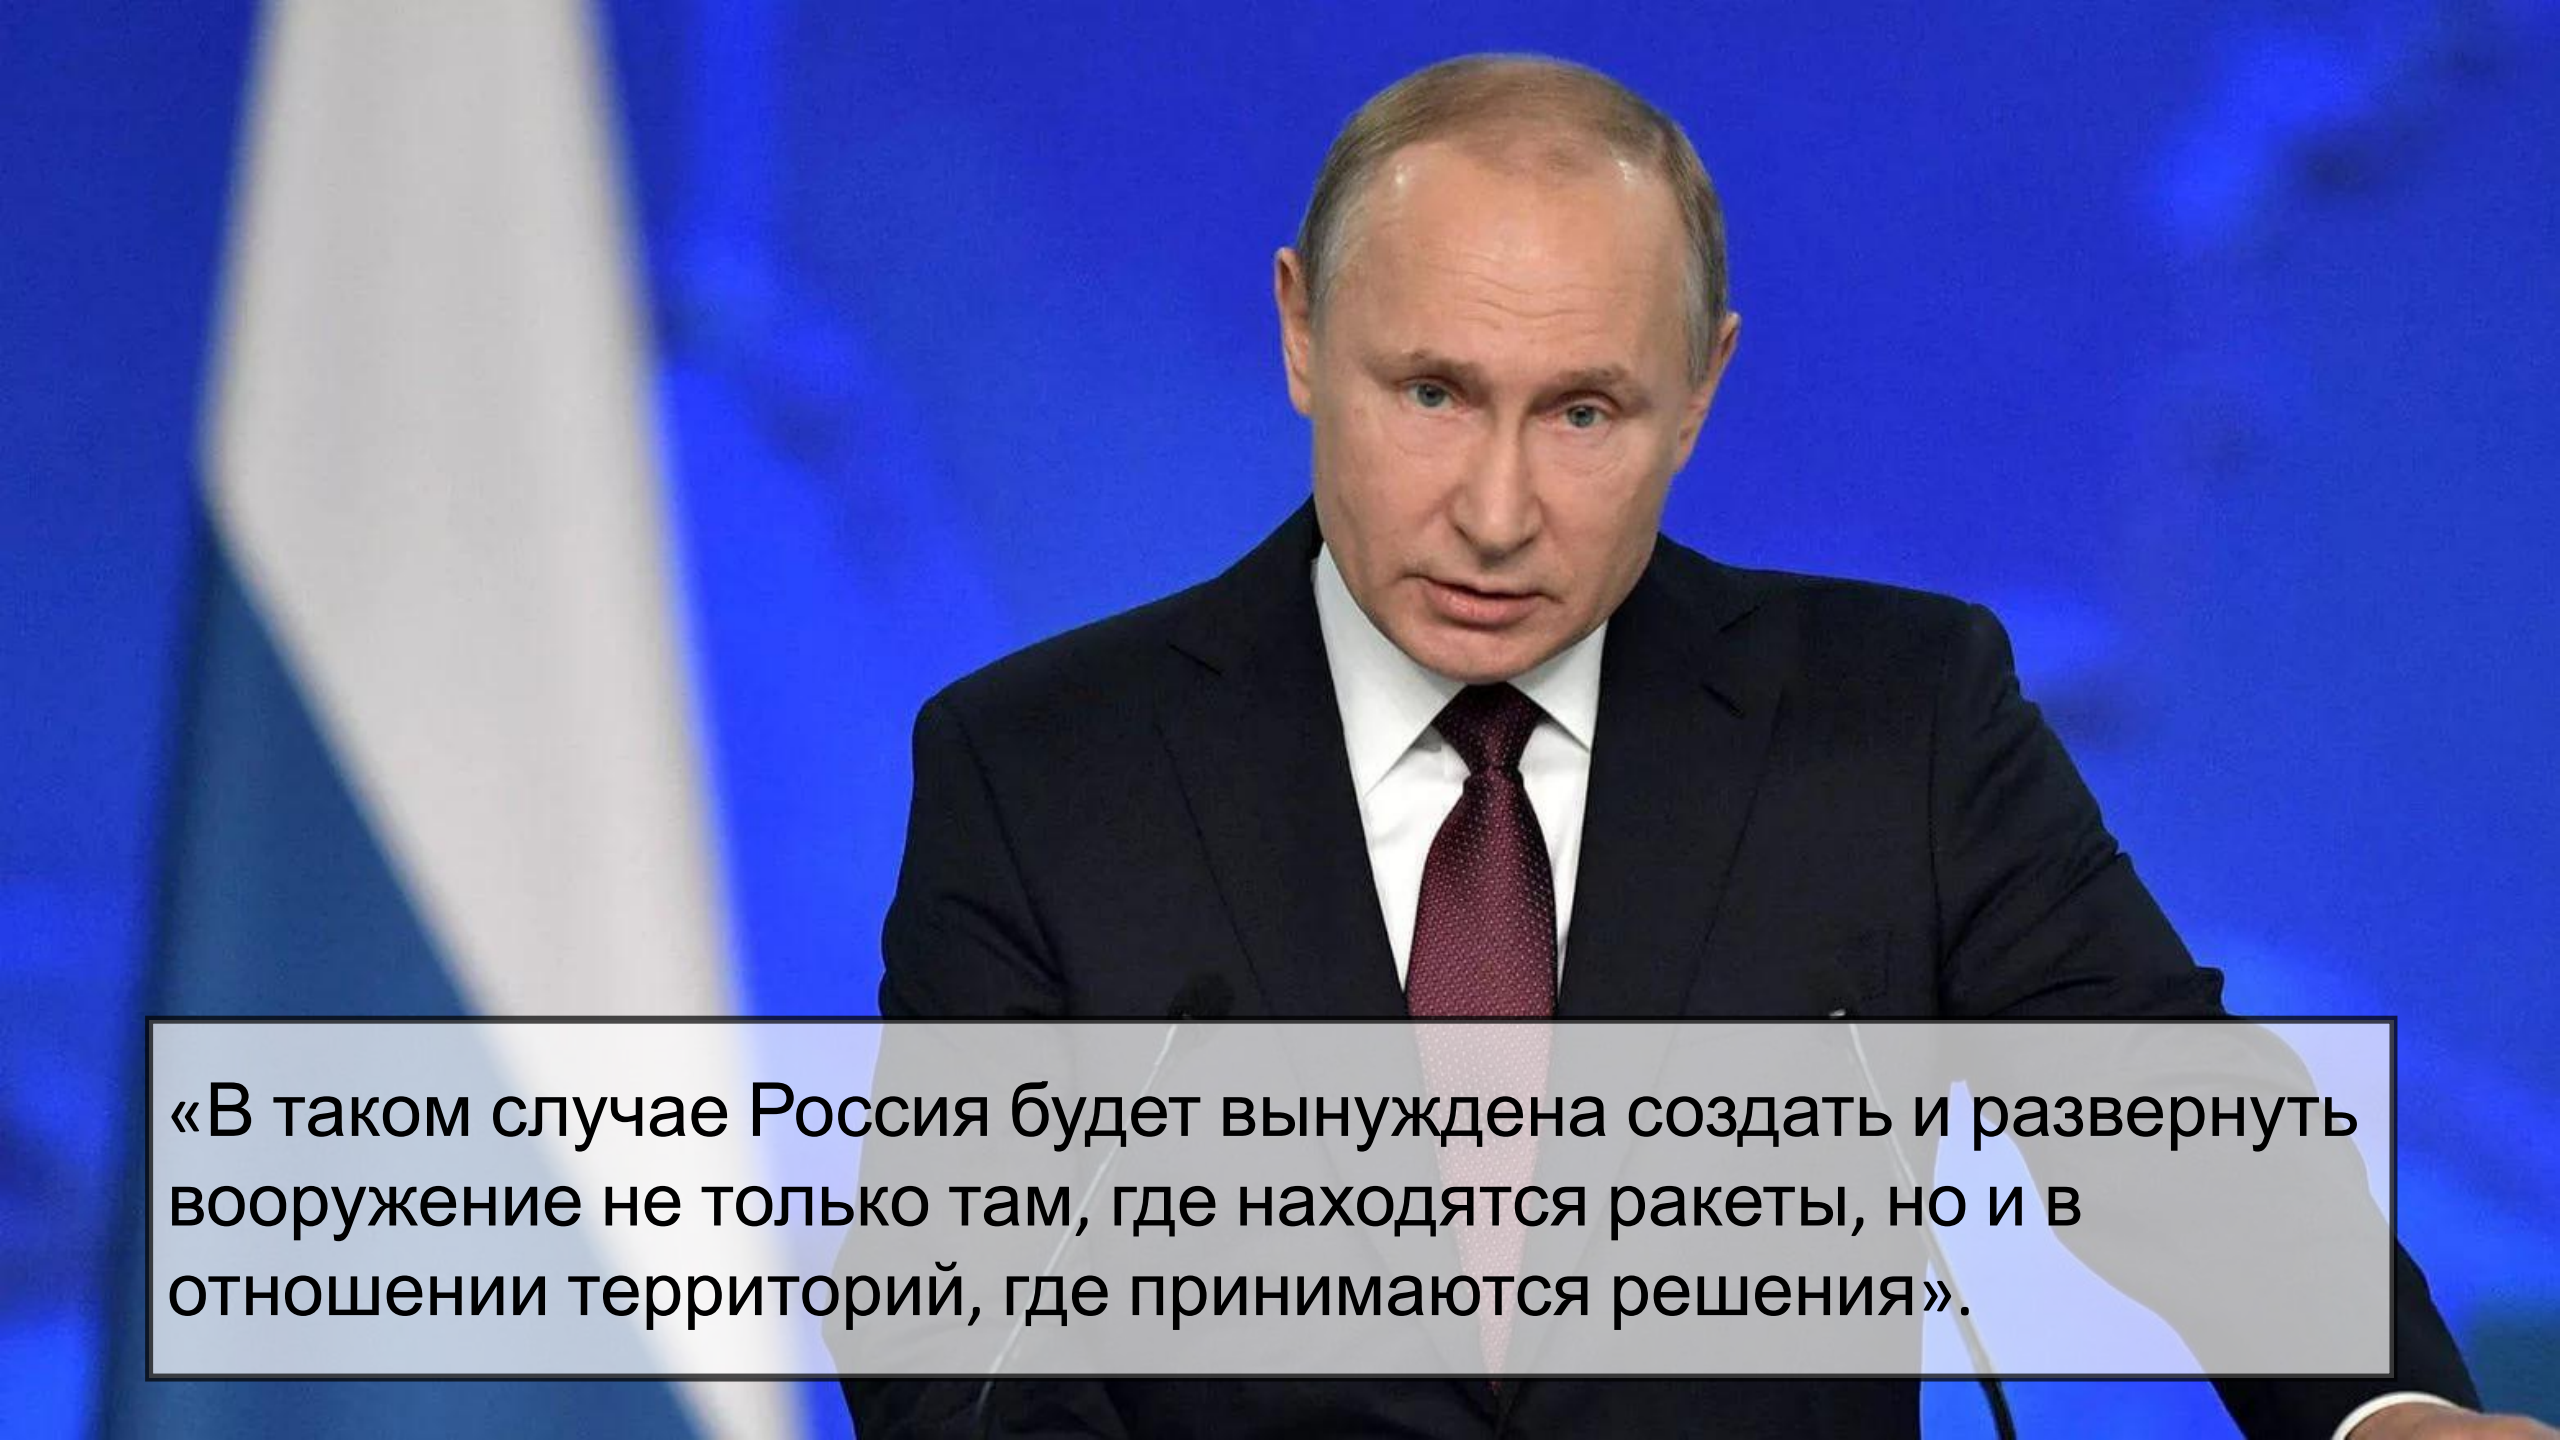 «В таком случае Россия будет вынуждена создать и развернуть
вооружение не только там, где находятся ракеты, но и в
отношении территорий, где принимаются решения».